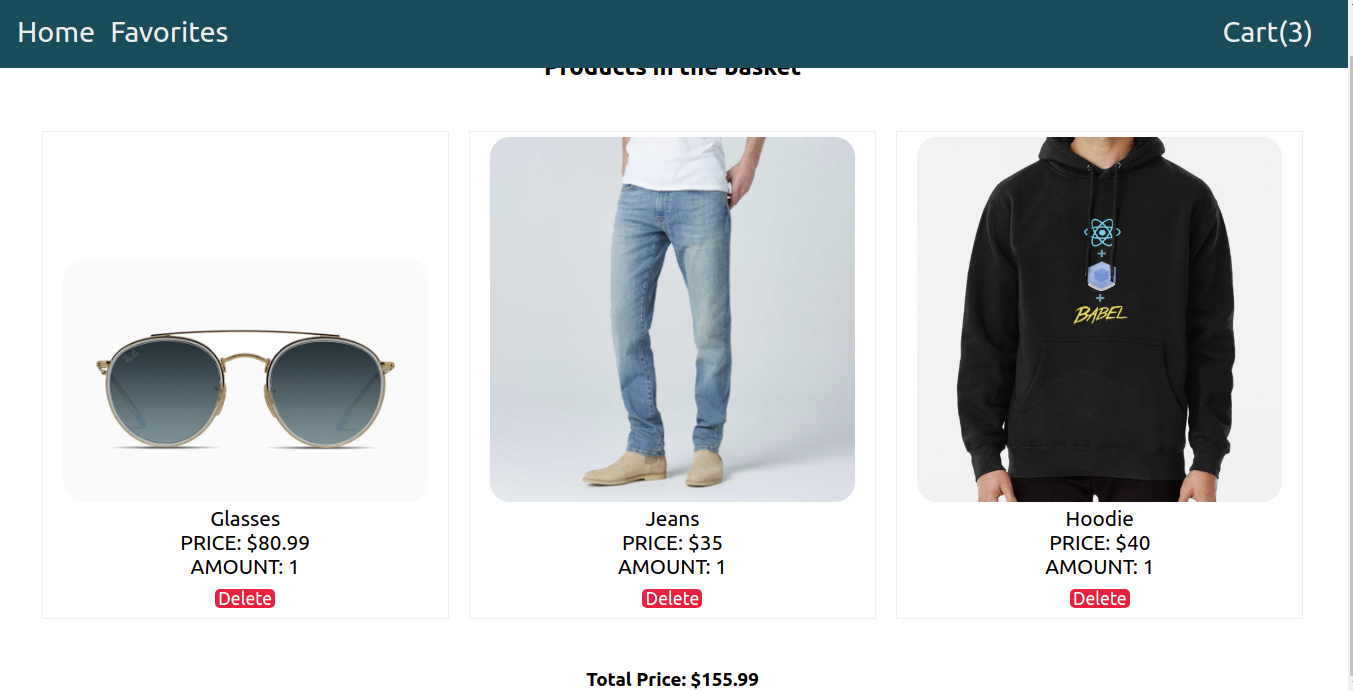 Home Favorites Cart(3)
Products in the basket
Glasses
PRICE: $80.99
AMOUNT: 1
Delete
Jeans
PRICE: $35
AMOUNT: 1
Delete
+
+
BABEL
Hoodie
PRICE: $40
AMOUNT: 1
Delete
Total Price: $155.99